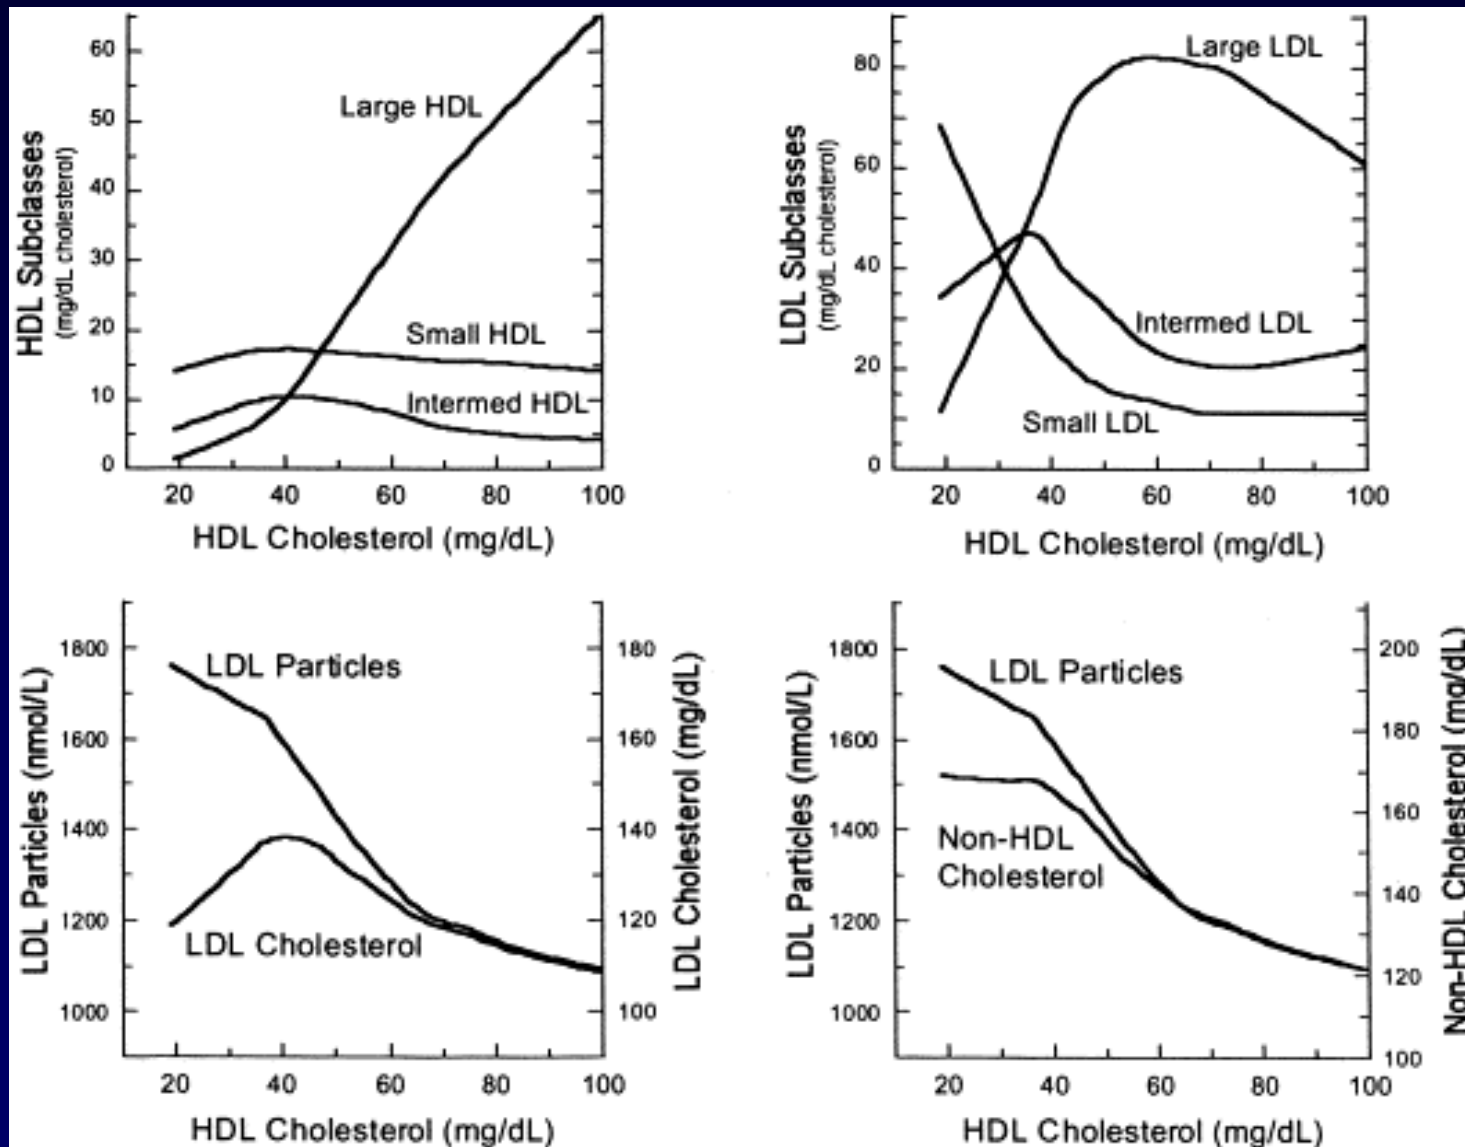 HDL Subclasses
(mg/dL cholesterol)
60
50
40
30
20
10
0
Large HDL
Small HDL
Intermed HDL
20 40 60 80 100
HDL Cholesterol (mg/dL)
LDL Subclasses
(mg/dL cholesterol)
80
60
40
20
0
Large LDL
Intermed LDL
Small LDL
20 40 60 80 100
HDL Cholesterol (mg/dL)
LDL Particles (nmol/L)
1800
1600
1400
1200
1000
LDL Particles
LDL Cholesterol
180
160
140
120
100
LDL Cholesterol (mg/dL)
20 40 60 80 100
HDL Cholesterol (mg/dL)
LDL Particles (nmol/L)
1800
1600
1400
1200
1000
LDL Particles
Non-HDL
Cholesterol
200
180
160
140
120
100
Non-HDL Cholesterol (mg/dL)
20 40 60 80 100
HDL Cholesterol (mg/dL)